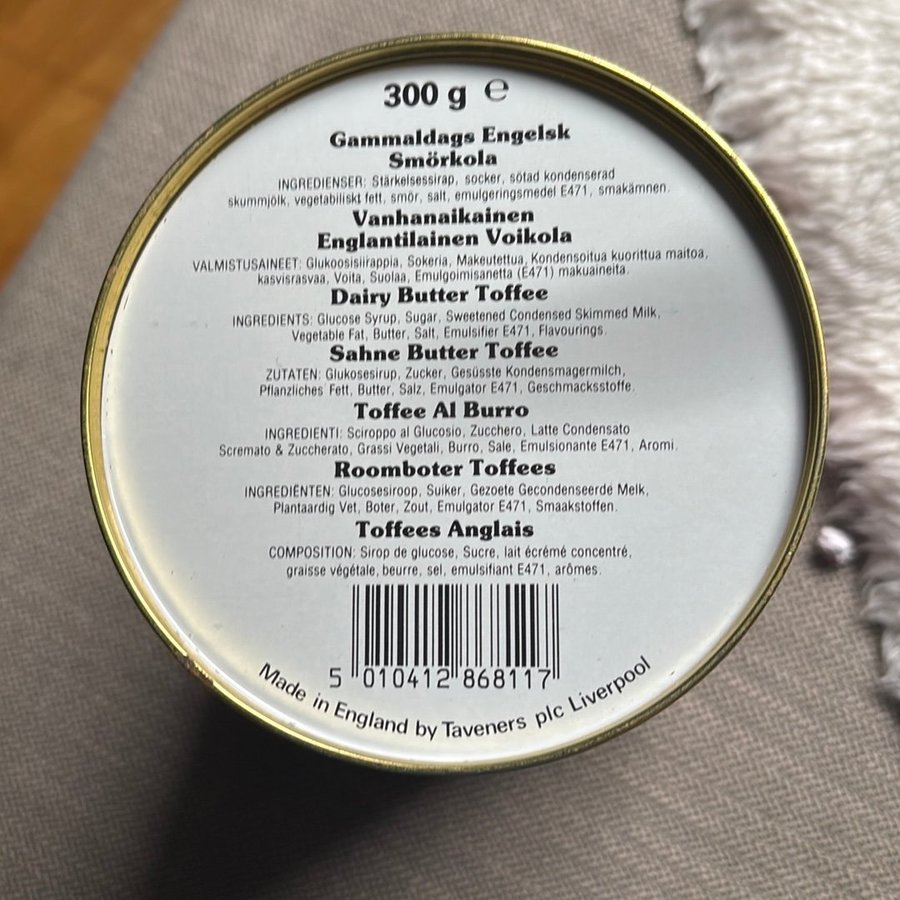 300 g ℮
Gammaldags Engelsk
Smörkola
INGREDIENSER: Stärkelsessirap, socker, sötad kondenserad
skummjölk, vegetabiliskt fett, smör, salt, emulgeringsmedel E471, smakämnen.
Vanhanaikainen
Englantilainen Voikola
VALMISTUSAINEET: Glukoosisiirappia, Sokeria, Makeutettua, Kondensoitua kuorittua maitoa,
kasvisrasvaa, Voita, Suolaa, Emulgoimisanetta (E471) makuaineita.
Dairy Butter Toffee
INGREDIENTS: Glucose Syrup, Sugar, Sweetened Condensed Skimmed Milk,
Vegetable Fat, Butter, Salt, Emulsifier E471, Flavourings.
Sahne Butter Toffee
ZUTATEN: Glukosesirup, Zucker, Gesüsste Kondensmagermilch,
Pflanzliches Fett, Butter, Salz, Emulgator E471, Geschmacksstoffe.
Toffee Al Burro
INGREDIENTI: Sciroppo al Glucosio, Zucchero, Latte Condensato
Scremato & Zuccherato, Grassi Vegetali, Burro, Sale, Emulsionante E471, Aromi.
Roomboter Toffees
INGREDIËNTEN: Glucosesiroop, Suiker, Gezoete Gecondenseerde Melk,
Plantaardig Vet, Boter, Zout, Emulgator E471, Smaakstoffen.
Toffees Anglais
COMPOSITION: Sirop de glucose, Sucre, lait écrémé concentré,
graisse végétale, beurre, sel, emulsifiant E471, arômes.
5 010412 868117
Made in England by Taveners plc Liverpool